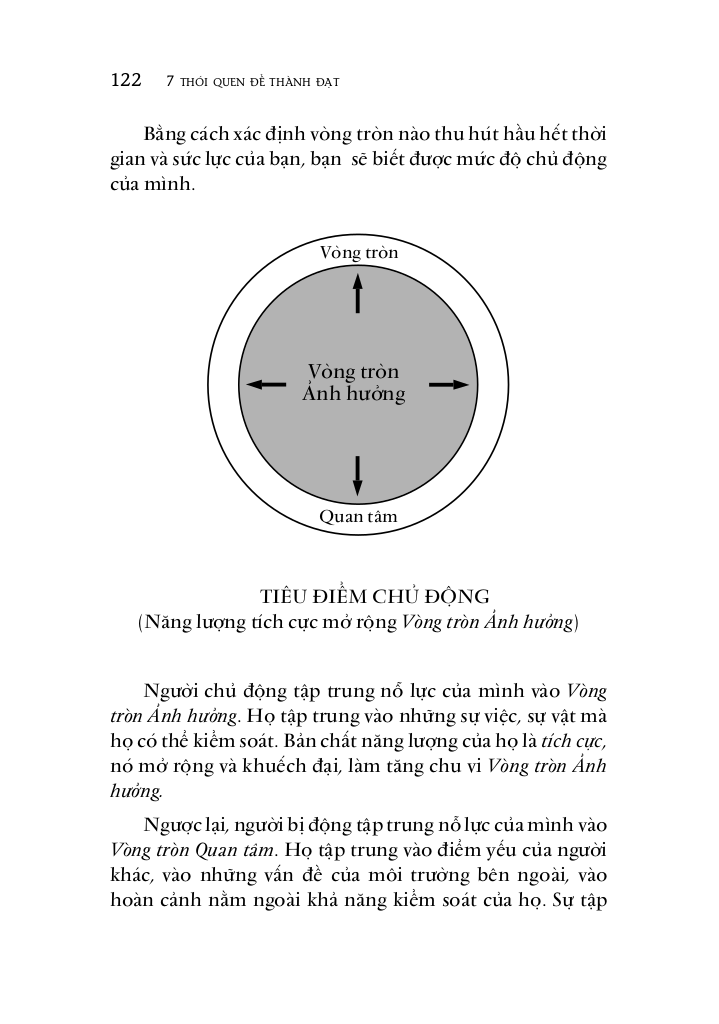 122 7 THÓI QUEN ĐỂ THÀNH ĐẠT
Bằng cách xác định vòng tròn nào thu hút hầu hết thời
gian và sức lực của bạn, bạn sẽ biết được mức độ chủ động
của mình.
Vòng tròn
Vòng tròn
Ảnh hưởng
Quan tâm
TIÊU ĐIỂM CHỦ ĐỘNG
(Năng lượng tích cực mở rộng Vòng tròn Ảnh hưởng)
Người chủ động tập trung nỗ lực của mình vào Vòng
tròn Ảnh hưởng. Họ tập trung vào những sự việc, sự vật mà
họ có thể kiểm soát. Bản chất năng lượng của họ là tích cực,
nó mở rộng và khuếch đại, làm tăng chu vi Vòng tròn Ảnh
hưởng.
Ngược lại, người bị động tập trung nỗ lực của mình vào
Vòng tròn Quan tâm. Họ tập trung vào điểm yếu của người
khác, vào những vấn đề của môi trường bên ngoài, vào
hoàn cảnh nằm ngoài khả năng kiểm soát của họ. Sự tập